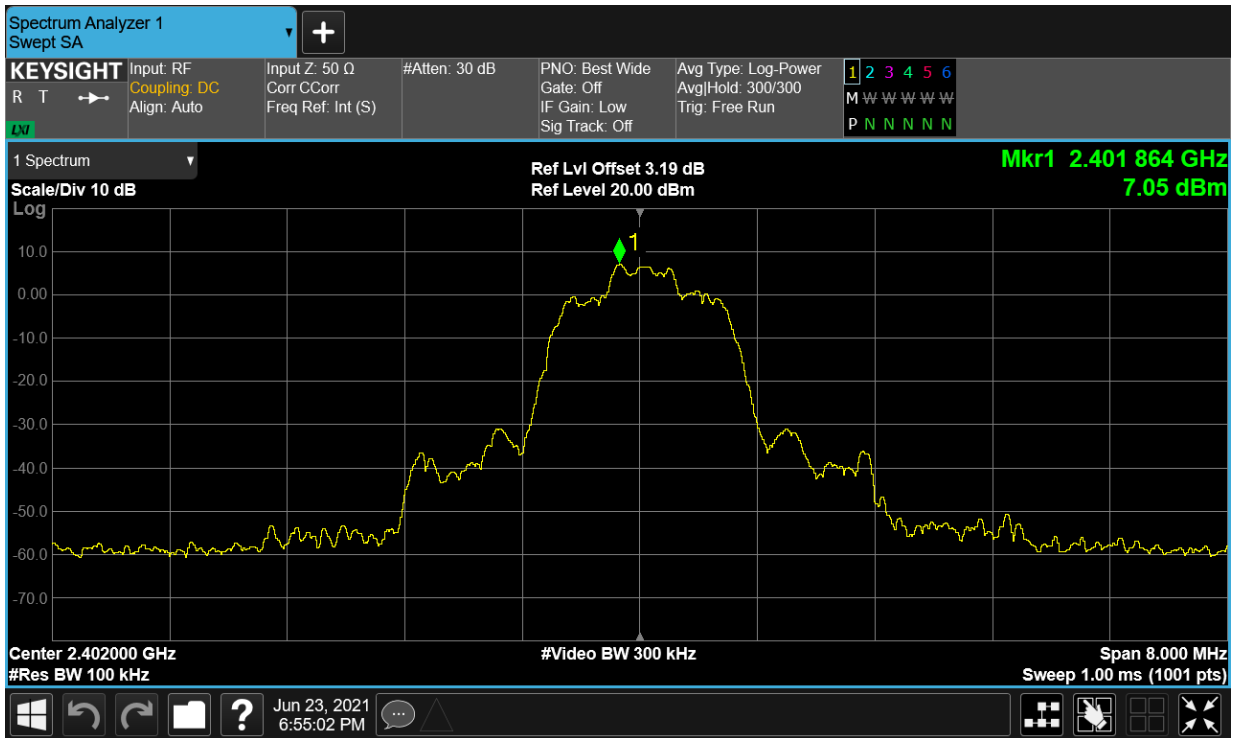 Spectrum Analyzer 1
Swept SA
▼
+
KEYSIGHT
R T
LXI
Input: RF
Coupling: DC
Align: Auto
Input Z: 50 Ω
Corr CCorr
Freq Ref: Int (S)
#Atten: 30 dB
PNO: Best Wide
Gate: Off
IF Gain: Low
Sig Track: Off
Avg Type: Log-Power
Avg|Hold: 300/300
Trig: Free Run
1 2 3 4 5 6
M W W W W W
P N N N N N
1 Spectrum ▼
Scale/Div 10 dB
Log
Ref Lvl Offset 3.19 dB
Ref Level 20.00 dBm
Mkr1 2.401 864 GHz
7.05 dBm
1
10.0
0.00
-10.0
-20.0
-30.0
-40.0
-50.0
-60.0
-70.0
Center 2.402000 GHz
#Res BW 100 kHz
#Video BW 300 kHz
Span 8.000 MHz
Sweep 1.00 ms (1001 pts)
?
Jun 23, 2021
6:55:02 PM